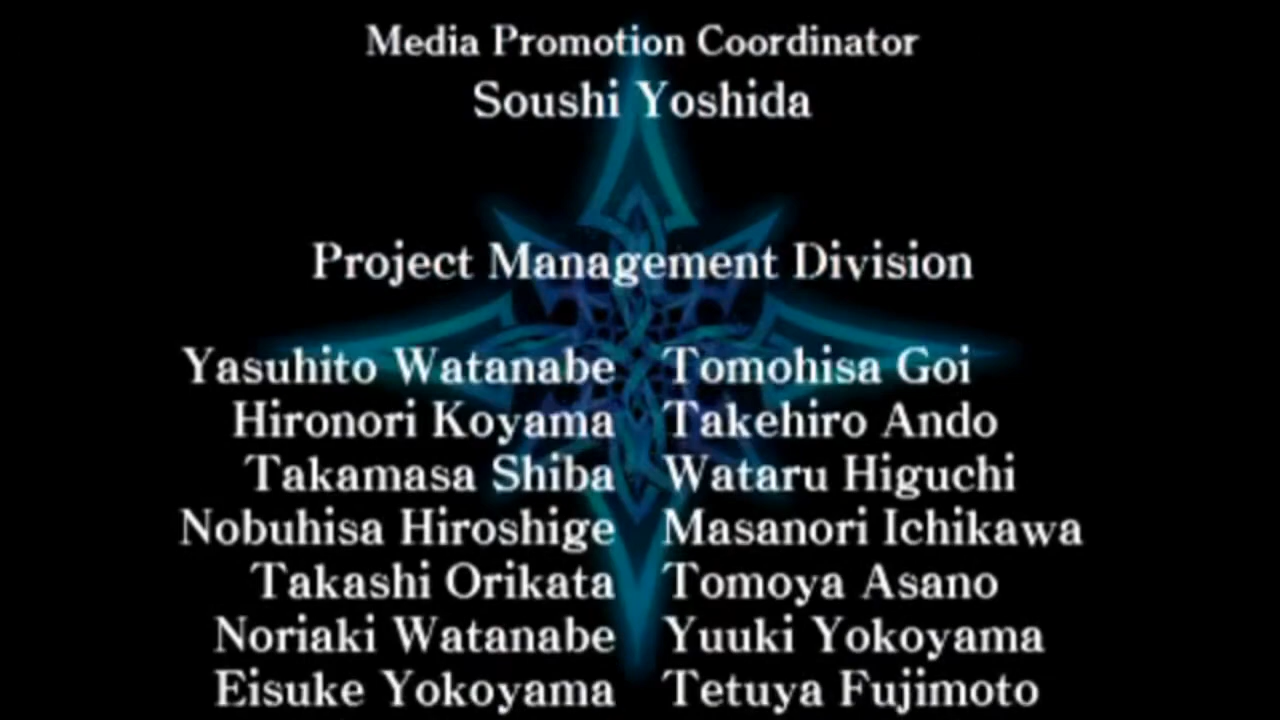 Media Promotion Coordinator
Soushi Yoshida
Project Management Division
Yasuhito Watanabe Tomohisa Goi
Hironori Koyama Takehiro Ando
Takamasa Shiba Wataru Higuchi
Nobuhisa Hiroshige Masanori Ichikawa
Takashi Orikata Tomoya Asano
Noriaki Watanabe Yuuki Yokoyama
Eisuke Yokoyama Tetuya Fujimoto